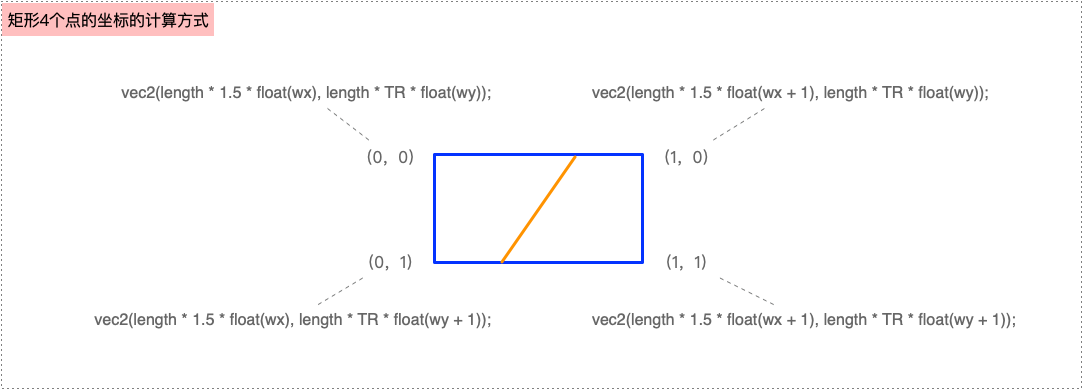 矩形4个点的坐标的计算方式
vec2(length * 1.5 * float(wx), length * TR * float(wy));
vec2(length * 1.5 * float(wx + 1), length * TR * float(wy));
(0, 0)
(1, 0)
(0, 1)
(1, 1)
vec2(length * 1.5 * float(wx), length * TR * float(wy + 1));
vec2(length * 1.5 * float(wx + 1), length * TR * float(wy + 1));